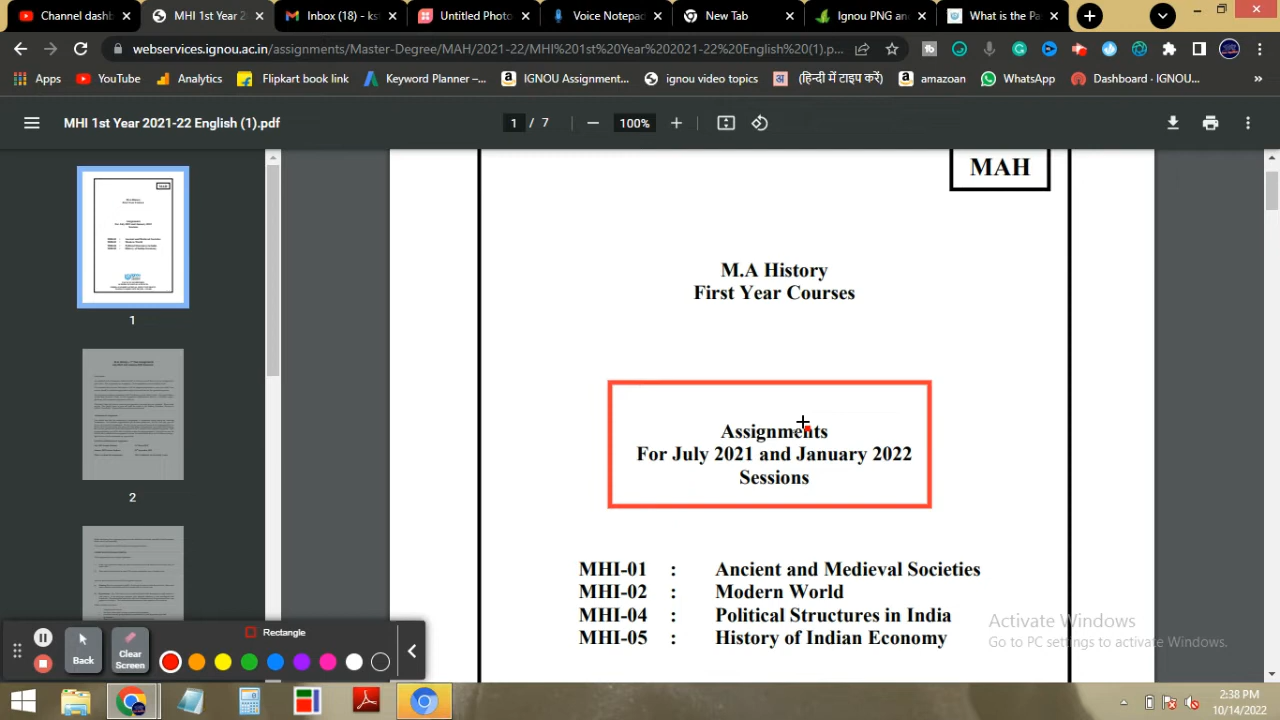 Channel dashb
MHI 1st Year 2
Inbox (18) - ks
Untitled Photo
Voice Notepad
New Tab
Ignou PNG an
What is the Pa
webservices.ignou.ac.in/assignments/Master-Degree/MAH/2021-22/MHI%201st%20Year%202021-22%20English%20(1).p...
Apps
YouTube
Analytics
Flipkart book link
Keyword Planner –...
IGNOU Assignment...
ignou video topics
(हिन्दी में टाइप करें)
amazoan
WhatsApp
Dashboard - IGNOU...
»
MHI 1st Year 2021-22 English (1).pdf
1 / 7
100%
MAH
M.A History
First Year Courses
Assignments
For July 2021 and January 2022
Sessions
MHI-01 : Ancient and Medieval Societies
MHI-02 : Modern World
MHI-04 : Political Structures in India
MHI-05 : History of Indian Economy
1
2
Rectangle
Back
Clear
Screen
Activate Windows
Go to PC settings to activate Windows.
2:38 PM
10/14/2022